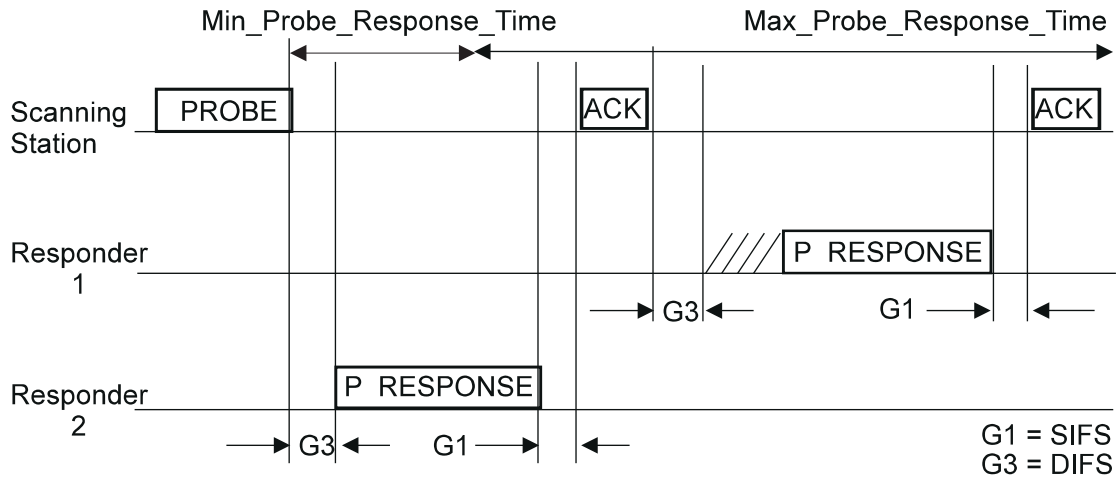 Min_Probe_Response_Time
Max_Probe_Response_Time
Scanning
Station
PROBE
ACK
ACK
Responder
1
P RESPONSE
G3
G1
Responder
2
P RESPONSE
G3
G1
G1 = SIFS
G3 = DIFS